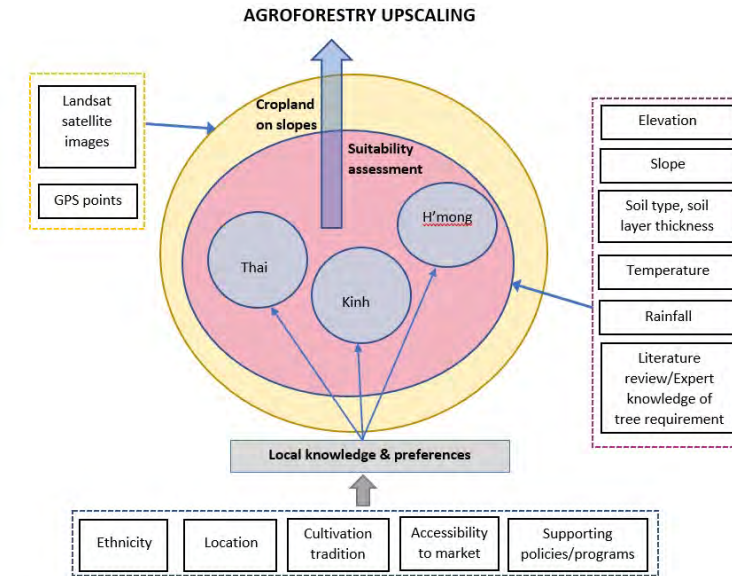 AGROFORESTRY UPSCALING
Landsat
satellite
images
GPS points
Cropland
on slopes
Suitability
assessment
H'mong
Thai
Kinh
Elevation
Slope
Soil type, soil
layer thickness
Temperature
Rainfall
Literature
review/Expert
knowledge of
tree requirement
Local knowledge & preferences
Ethnicity
Location
Cultivation
tradition
Accessibility
to market
Supporting
policies/programs